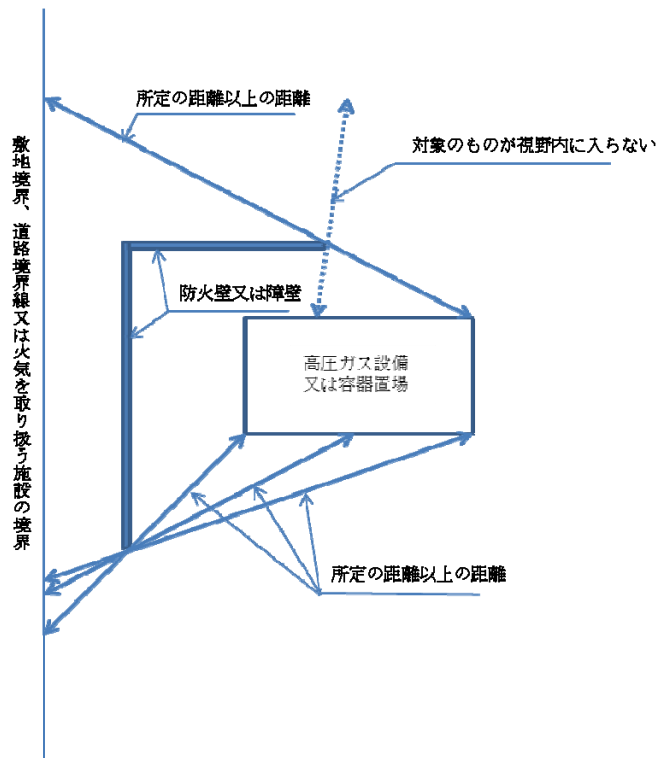 敷地境界、道路境界線又は火気を取り扱う施設の境界
所定の距離以上の距離
対象のものが視野内に入らない
防火壁又は障壁
高圧ガス設備
又は容器置場
所定の距離以上の距離